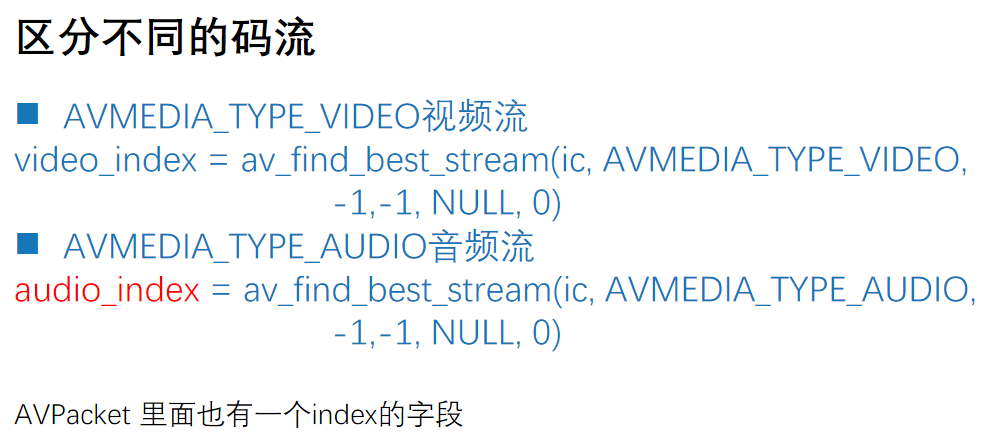 区分不同的码流
■ AVMEDIA_TYPE_VIDEO视频流
video_index = av_find_best_stream(ic, AVMEDIA_TYPE_VIDEO,
-1,-1, NULL, 0)
■ AVMEDIA_TYPE_AUDIO音频流
audio_index = av_find_best_stream(ic, AVMEDIA_TYPE_AUDIO,
-1,-1, NULL, 0)
AVPacket 里面也有一个index的字段